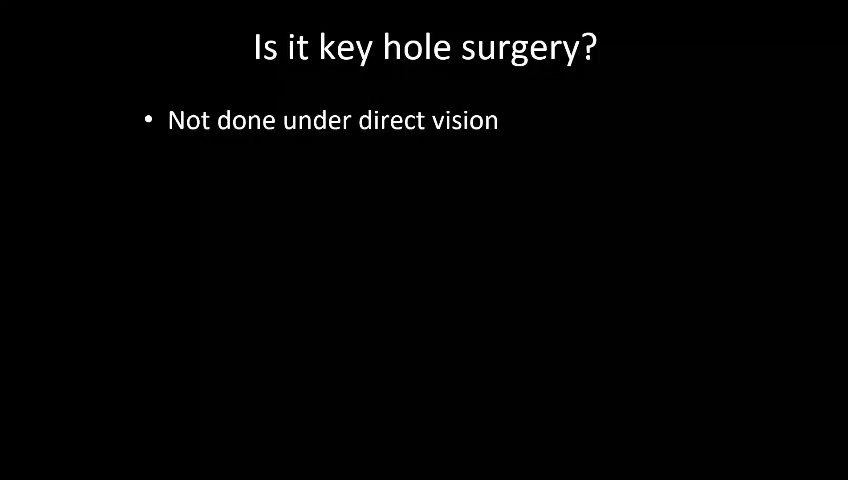 Is it key hole surgery?
• Not done under direct vision